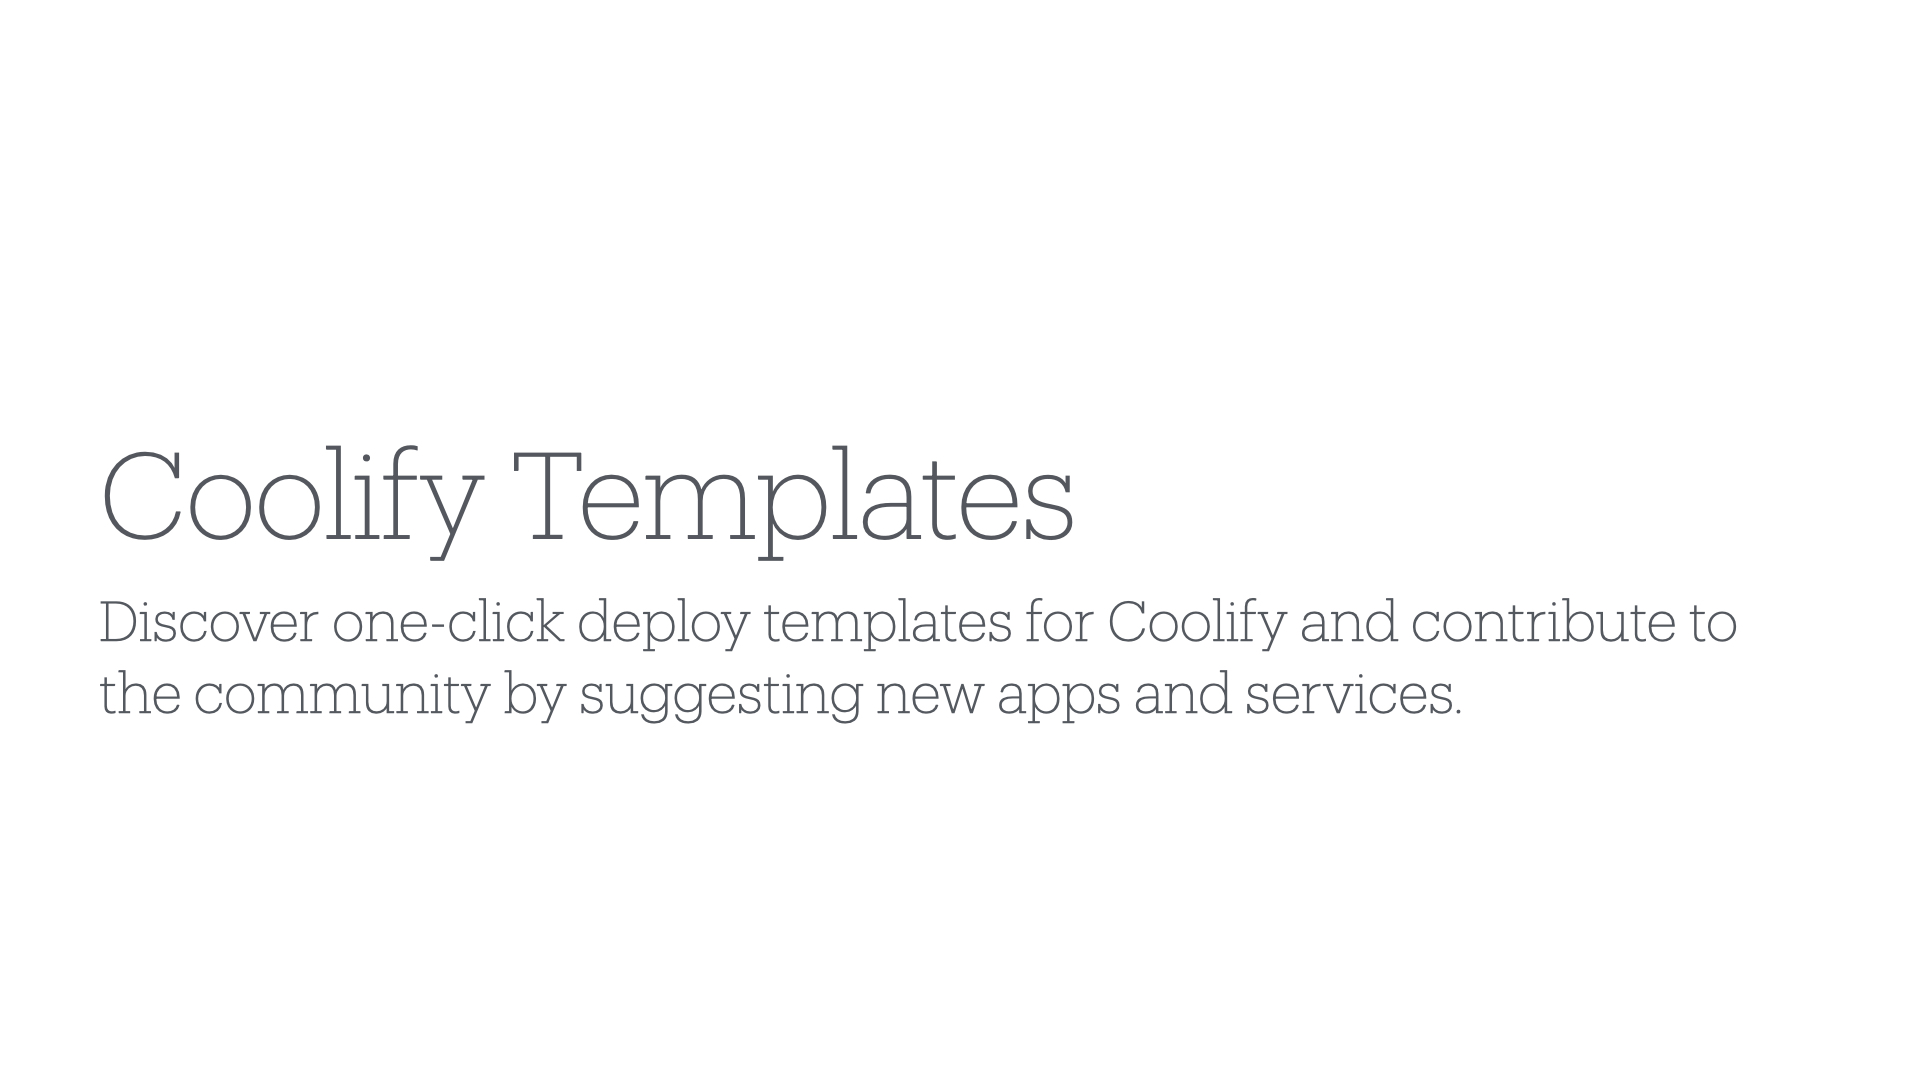 Coolify Templates
Discover one-click deploy templates for Coolify and contribute to
the community by suggesting new apps and services.